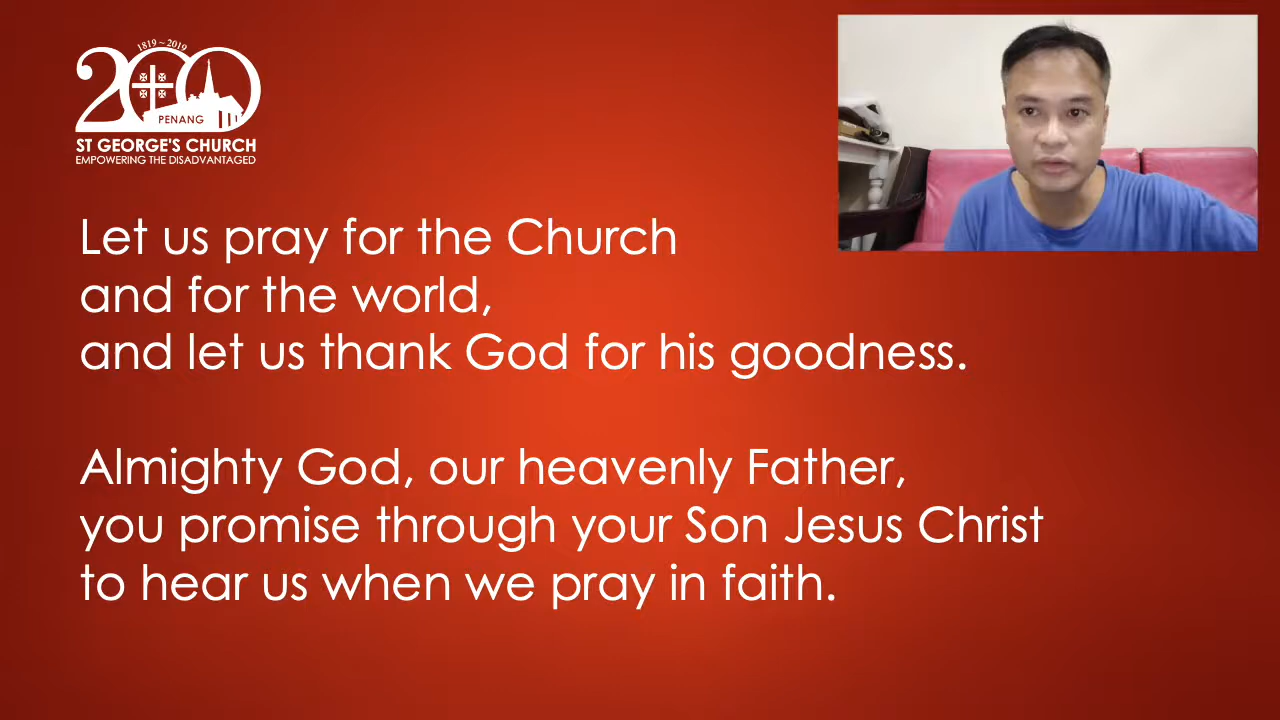 1819 ~ 2019
200
PENANG
ST GEORGE'S CHURCH
EMPOWERING THE DISADVANTAGED
Let us pray for the Church
and for the world,
and let us thank God for his goodness.
Almighty God, our heavenly Father,
you promise through your Son Jesus Christ
to hear us when we pray in faith.